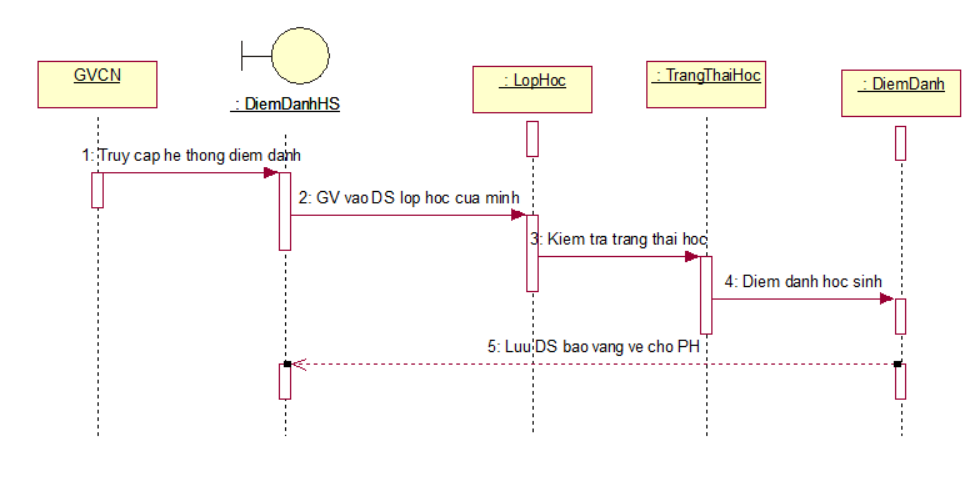 GVCN
: DiemDanhHS
: LopHoc
: TrangThaiHoc
: DiemDanh
1: Truy cap he thong diem danh
2: GV vao DS lop hoc cua minh
3: Kiem tra trang thai hoc
4: Diem danh hoc sinh
5: Luu DS bao vang ve cho PH